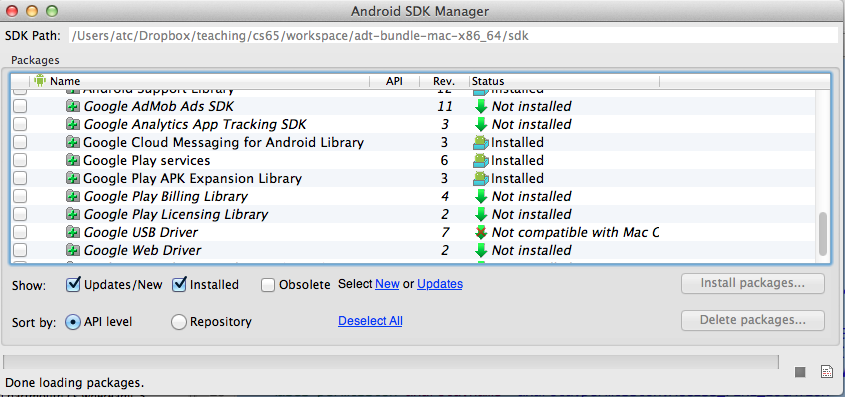 Android SDK Manager
SDK Path: /Users/atc/Dropbox/teaching/cs65/workspace/adt-bundle-mac-x86_64/sdk
Packages
Name API Rev. Status
Android Support Library 12 Installed
Google AdMob Ads SDK 11 Not installed
Google Analytics App Tracking SDK 3 Not installed
Google Cloud Messaging for Android Library 3 Installed
Google Play services 6 Installed
Google Play APK Expansion Library 3 Installed
Google Play Billing Library 4 Not installed
Google Play Licensing Library 2 Not installed
Google USB Driver 7 Not compatible with Mac O
Google Web Driver 2 Not installed
Show: Updates/New Installed Obsolete Select New or Updates Install packages...
Sort by: API level Repository Deselect All Delete packages...
Done loading packages.